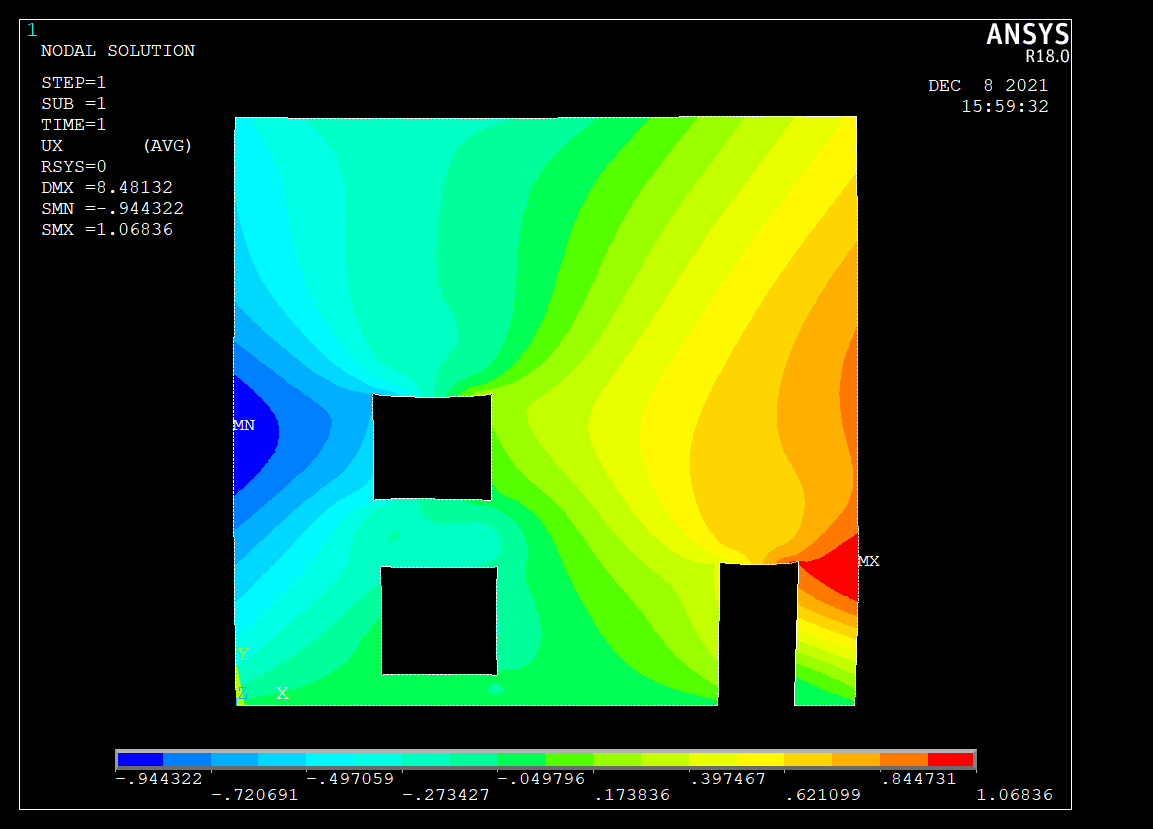 1
ANSYS
R18.0
NODAL SOLUTION
STEP=1
SUB =1
TIME=1
UX (AVG)
RSYS=0
DMX =8.48132
SMN =-.944322
SMX =1.06836
DEC 8 2021
15:59:32
MN
MX
Y
Z X
-.944322 -.497059 -.049796 .397467 .844731
-.720691 -.273427 .173836 .621099 1.06836